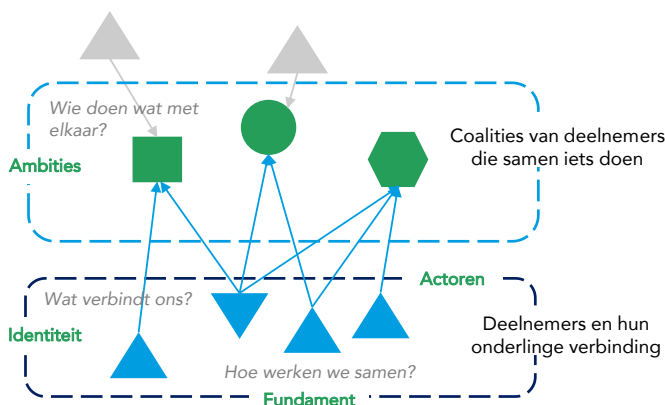 Wie doen wat met
elkaar?
Coalities van deelnemers
die samen iets doen
Ambities
Actoren
Wat verbindt ons?
Deelnemers en hun
onderlinge verbinding
Identiteit
Hoe werken we samen?
Fundament